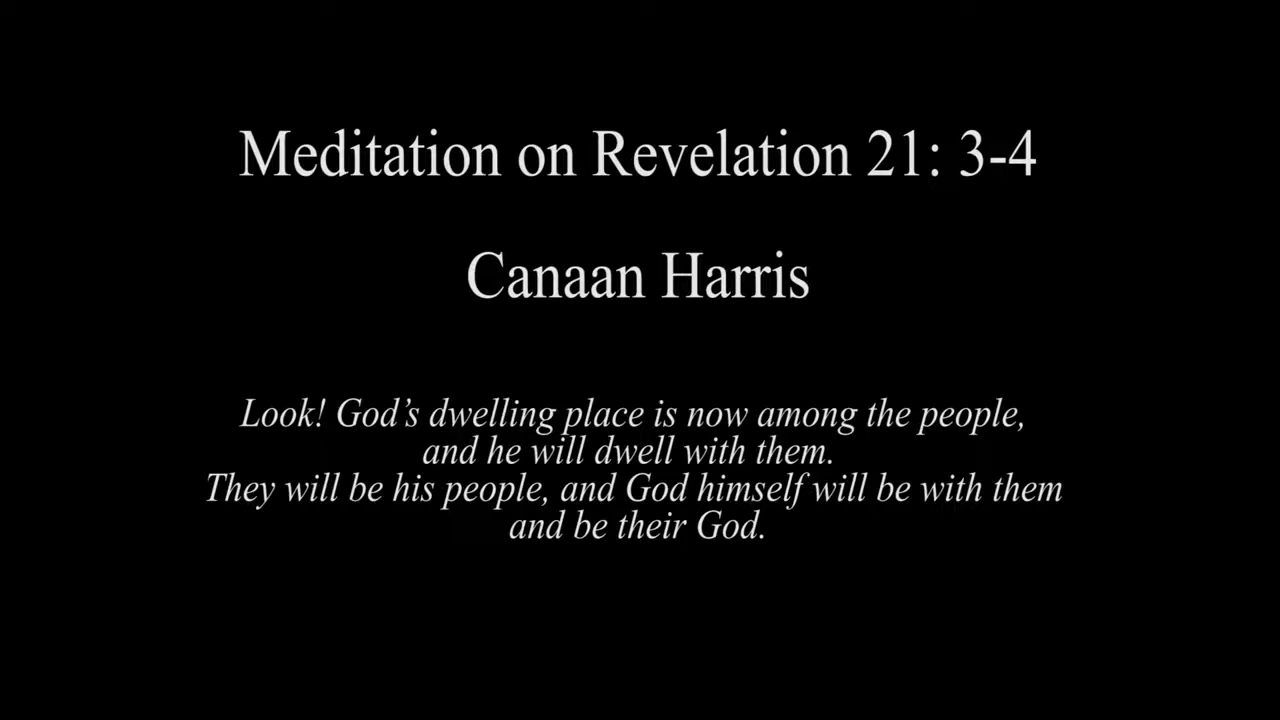 Meditation on Revelation 21: 3-4
Canaan Harris
Look! God’s dwelling place is now among the people,
and he will dwell with them.
They will be his people, and God himself will be with them
and be their God.